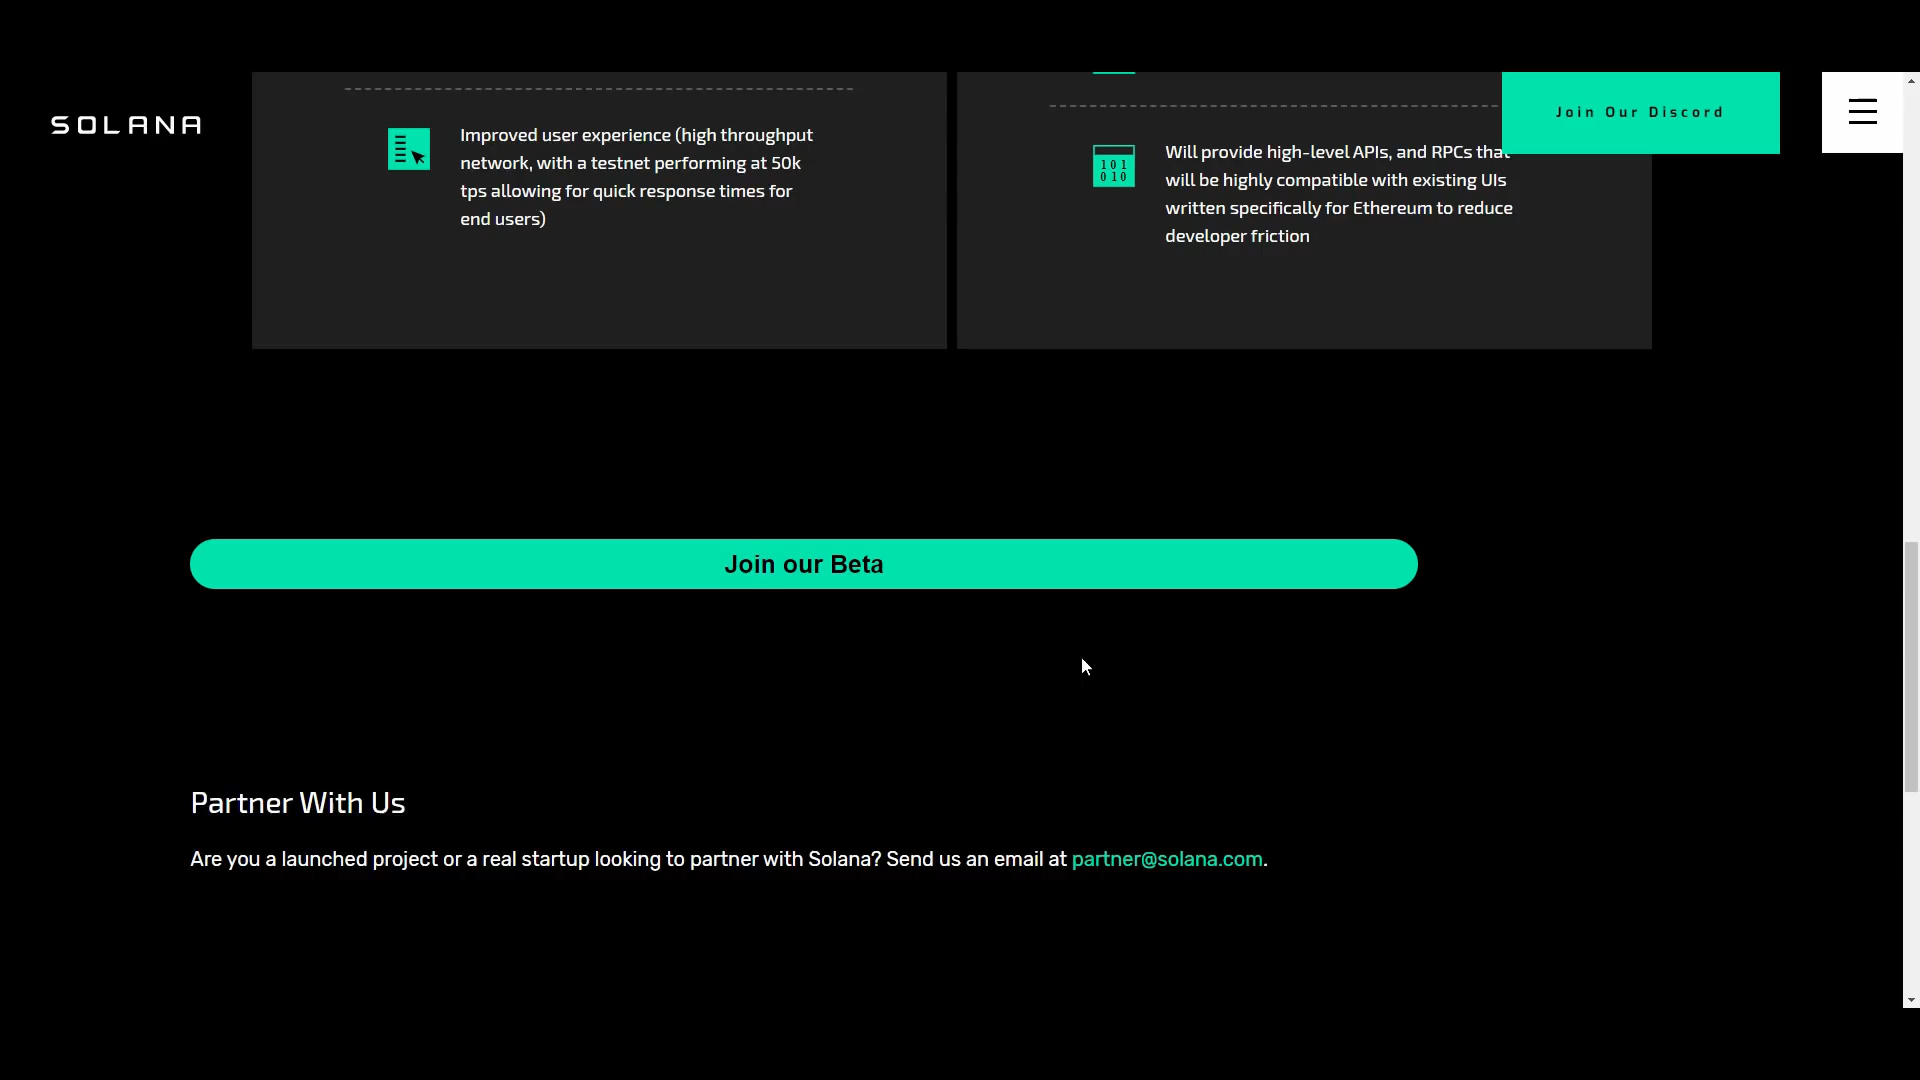 SOLANA
Join Our Discord
Improved user experience (high throughput
network, with a testnet performing at 50k
tps allowing for quick response times for
end users)
101
010
Will provide high-level APIs, and RPCs that
will be highly compatible with existing UIs
written specifically for Ethereum to reduce
developer friction
Join our Beta
Partner With Us
Are you a launched project or a real startup looking to partner with Solana? Send us an email at partner@solana.com.